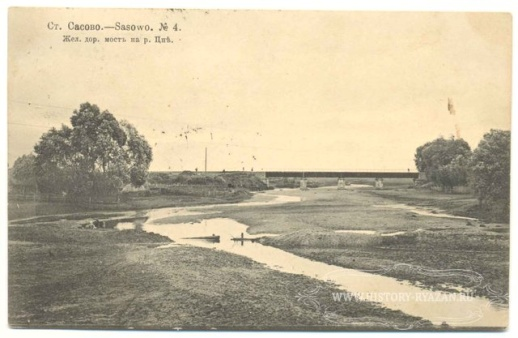 Ст. Сасово.—Sasowo. № 4.
Жел. дор. мостъ на р. Цнѣ.
WWW.HISTORY-RYAZAN.RU